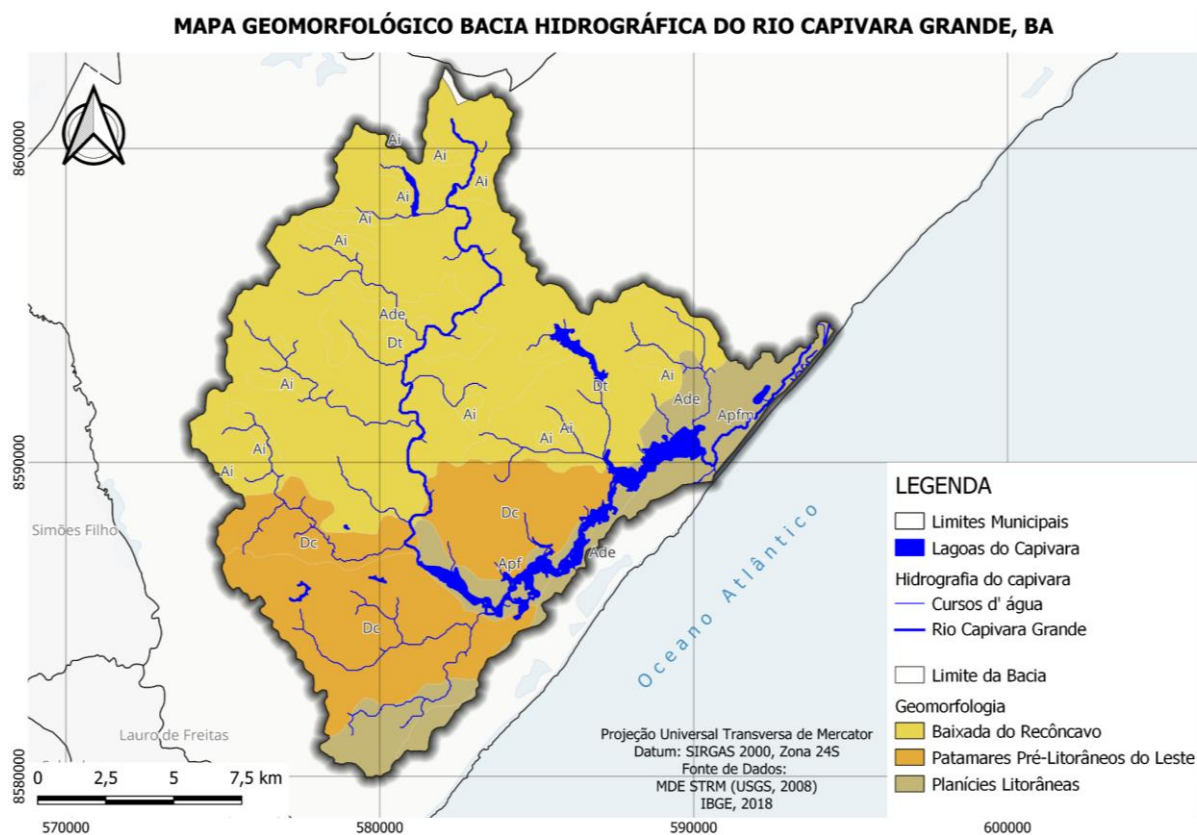 MAPA GEOMORFOLÓGICO BACIA HIDROGRÁFICA DO RIO CAPIVARA GRANDE, BA
8600000
8590000
8580000
Ai
Ai
Ai
Ai
Ai
Ai
Ade
Dt
Dt
Ai
Ai
Ade
Apfm
Ai
Ai
Ai
Ai
Ai
Dc
Dc
Apf
Ade
Dc
Simões Filho
Lauro de Freitas
Oceano Atlântico
0 2,5 5 7,5 km
Projeção Universal Transversa de Mercator
Datum: SIRGAS 2000, Zona 24S
Fonte de Dados:
MDE STRM (USGS, 2008)
IBGE, 2018
LEGENDA
Limites Municipais
Lagoas do Capivara
Hidrografia do capivara
Cursos d' água
Rio Capivara Grande
Limite da Bacia
Geomorfologia
Baixada do Recôncavo
Patamares Pré-Litorâneos do Leste
Planícies Litorâneas
570000 580000 590000 600000